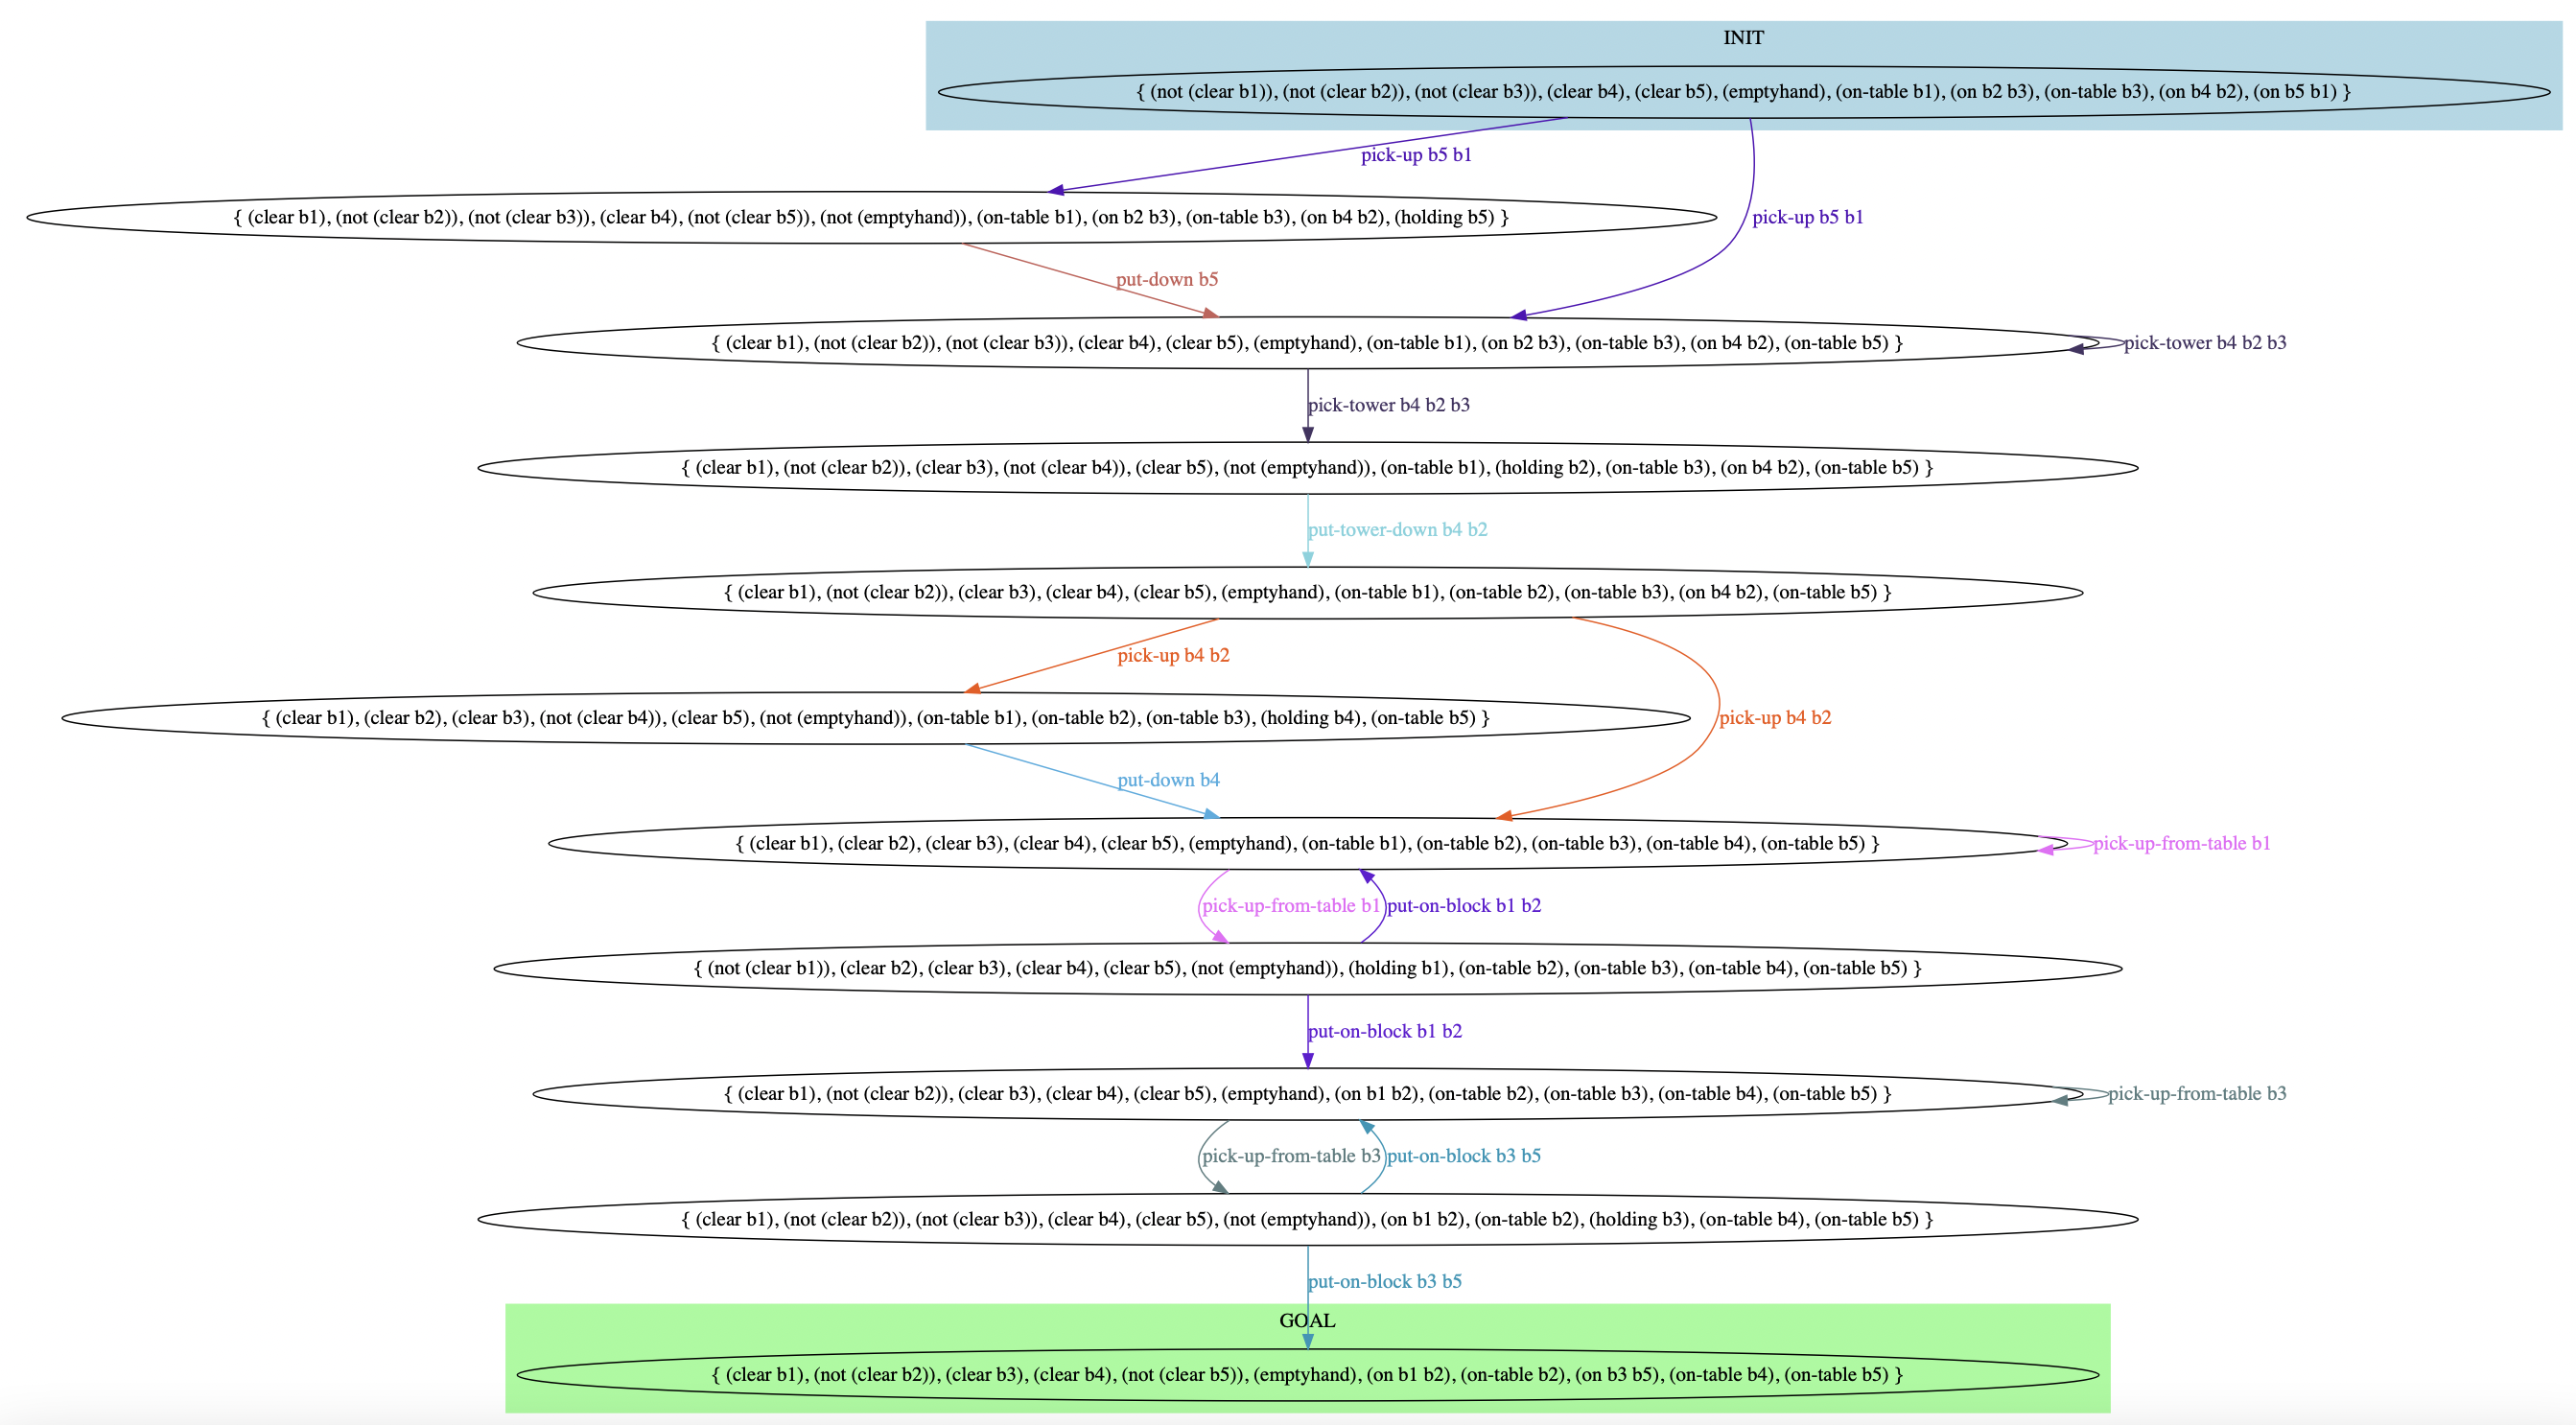 INIT
{ (not (clear b1)), (not (clear b2)), (not (clear b3)), (clear b4), (clear b5), (emptyhand), (on-table b1), (on b2 b3), (on-table b3), (on b4 b2), (on b5 b1) }
pick-up b5 b1
{ (clear b1), (not (clear b2)), (not (clear b3)), (clear b4), (not (clear b5)), (not (emptyhand)), (on-table b1), (on b2 b3), (on-table b3), (on b4 b2), (holding b5) }
pick-up b5 b1
put-down b5
{ (clear b1), (not (clear b2)), (not (clear b3)), (clear b4), (clear b5), (emptyhand), (on-table b1), (on b2 b3), (on-table b3), (on b4 b2), (on-table b5) }
pick-tower b4 b2 b3
pick-tower b4 b2 b3
{ (clear b1), (not (clear b2)), (clear b3), (not (clear b4)), (clear b5), (not (emptyhand)), (on-table b1), (holding b2), (on-table b3), (on b4 b2), (on-table b5) }
put-tower-down b4 b2
{ (clear b1), (not (clear b2)), (clear b3), (clear b4), (clear b5), (emptyhand), (on-table b1), (on-table b2), (on-table b3), (on b4 b2), (on-table b5) }
pick-up b4 b2
{ (clear b1), (clear b2), (clear b3), (not (clear b4)), (clear b5), (not (emptyhand)), (on-table b1), (on-table b2), (on-table b3), (holding b4), (on-table b5) }
pick-up b4 b2
put-down b4
{ (clear b1), (clear b2), (clear b3), (clear b4), (clear b5), (emptyhand), (on-table b1), (on-table b2), (on-table b3), (on-table b4), (on-table b5) }
pick-up-from-table b1
pick-up-from-table b1
put-on-block b1 b2
{ (not (clear b1)), (clear b2), (clear b3), (clear b4), (clear b5), (not (emptyhand)), (holding b1), (on-table b2), (on-table b3), (on-table b4), (on-table b5) }
put-on-block b1 b2
{ (clear b1), (not (clear b2)), (clear b3), (clear b4), (clear b5), (emptyhand), (on b1 b2), (on-table b2), (on-table b3), (on-table b4), (on-table b5) }
pick-up-from-table b3
pick-up-from-table b3
put-on-block b3 b5
{ (clear b1), (not (clear b2)), (not (clear b3)), (clear b4), (clear b5), (not (emptyhand)), (on b1 b2), (on-table b2), (holding b3), (on-table b4), (on-table b5) }
put-on-block b3 b5
GOAL
{ (clear b1), (not (clear b2)), (clear b3), (clear b4), (not (clear b5)), (emptyhand), (on b1 b2), (on-table b2), (on b3 b5), (on-table b4), (on-table b5) }